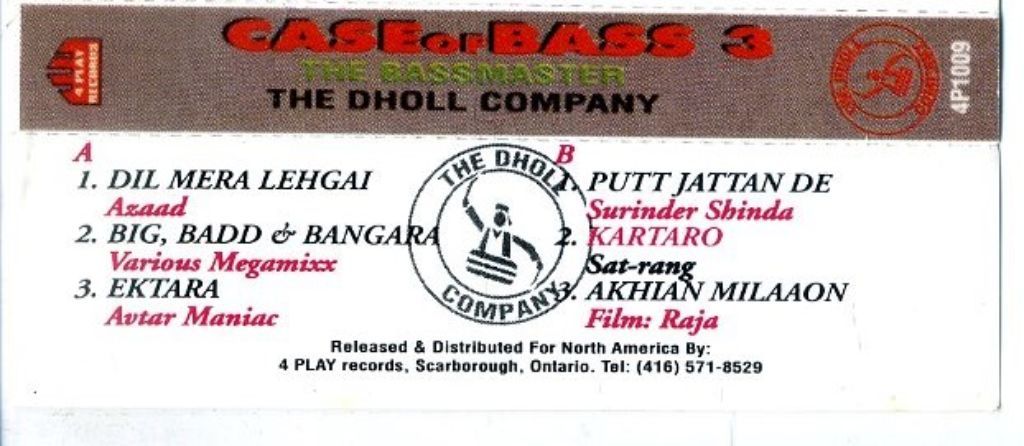 CASE OF BASS 3
THE BASSMASTER
THE DHOLL COMPANY
4 PLAY
RECORDS
4P1009
A
1. DIL MERA LEHGAI
Azaad
2. BIG, BADD & BANGARA
Various Megamixx
3. EKTARA
Avtar Maniac
THE DHOLL
COMPANY
B
1. PUTT JATTAN DE
Surinder Shinda
2. KARTARO
Sat-rang
3. AKHIAN MILAAON
Film: Raja
Released & Distributed For North America By:
4 PLAY records, Scarborough, Ontario. Tel: (416) 571-8529